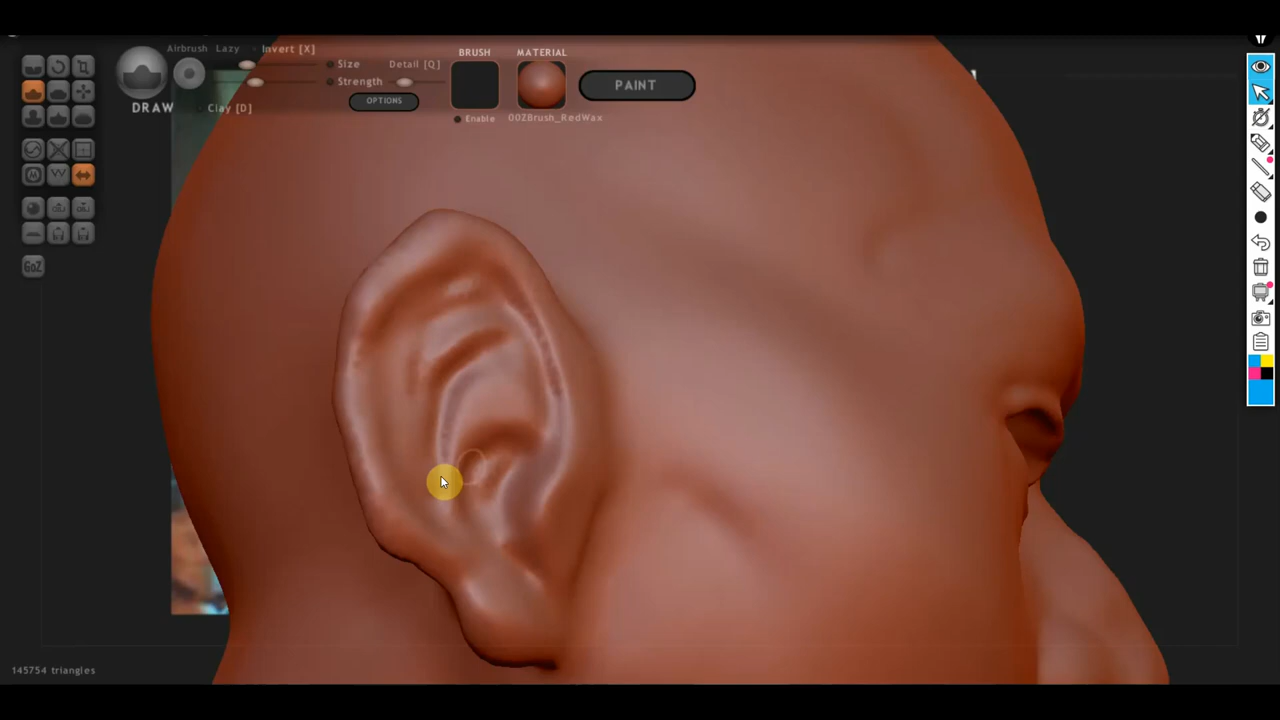 Airbrush Lazy Invert [X]
Size Detail [Q]
Strength
OPTIONS
DRAW
Clay [D]
BRUSH MATERIAL
PAINT
Enable 00ZBrush_RedWax
GoZ
145754 triangles